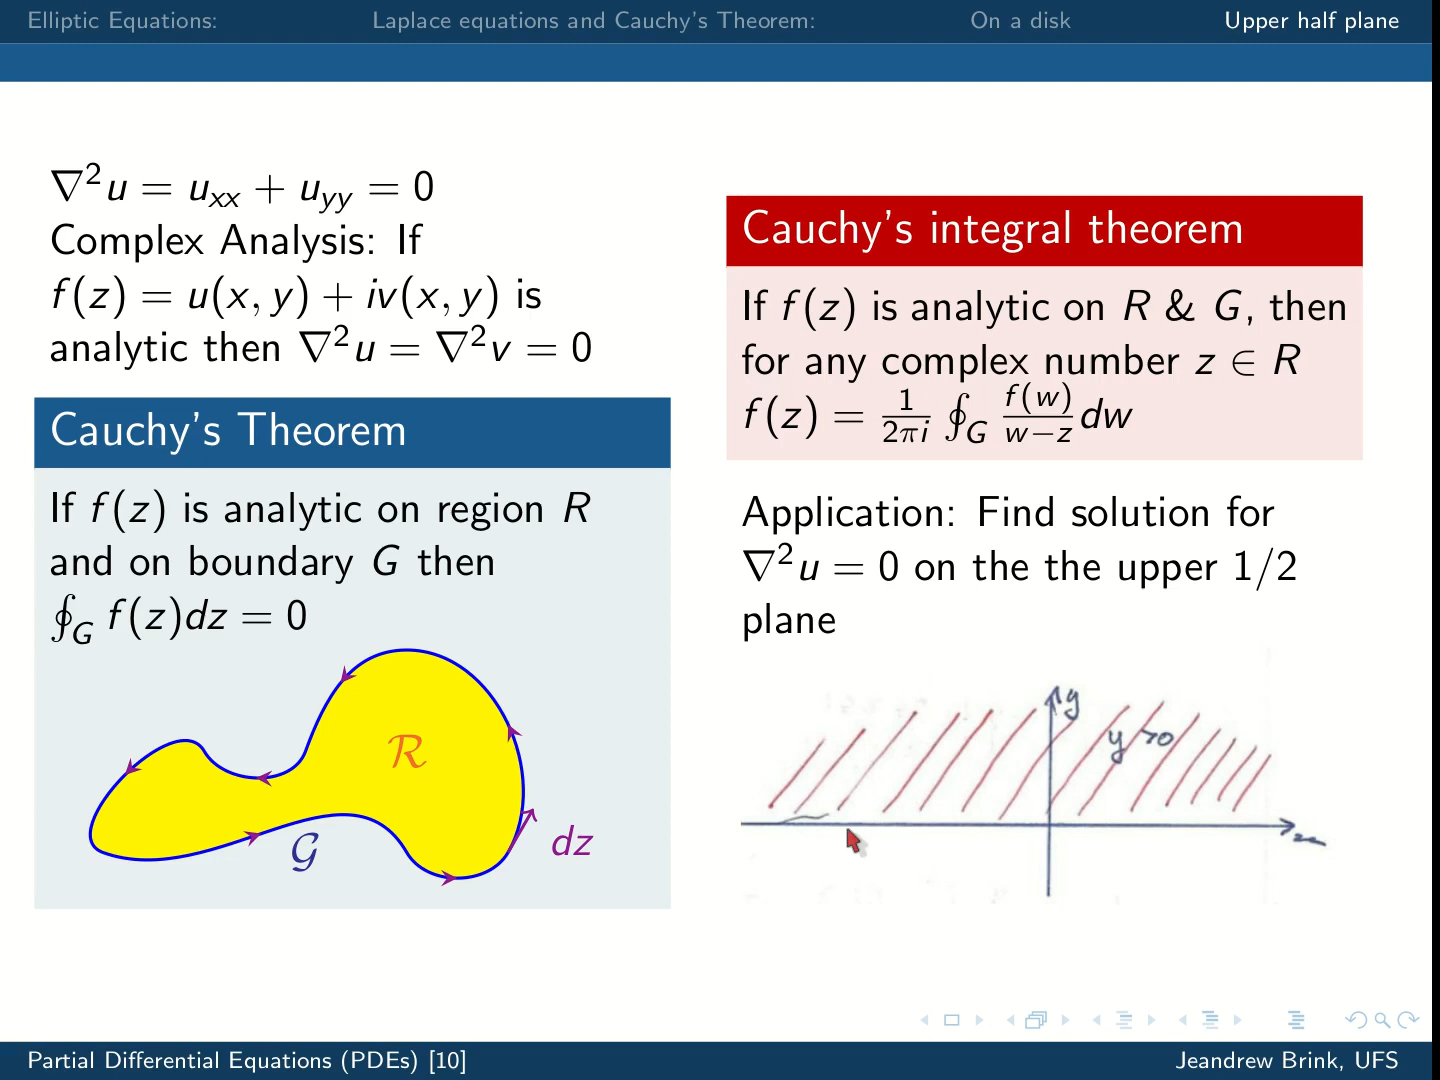 Elliptic Equations: Laplace equations and Cauchy's Theorem: On a disk Upper half plane
∇²u = u_xx + u_yy = 0
Complex Analysis: If
f(z) = u(x, y) + iv(x, y) is
analytic then ∇²u = ∇²v = 0
Cauchy's Theorem
If f(z) is analytic on region R
and on boundary G then
∮_G f(z)dz = 0
R
G
dz
Cauchy's integral theorem
If f(z) is analytic on R & G, then
for any complex number z ∈ R
f(z) = 1/2πi ∮_G f(w)/w−z dw
Application: Find solution for
∇²u = 0 on the the upper 1/2
plane
y
y >0
x
Partial Differential Equations (PDEs) [10] Jeandrew Brink, UFS